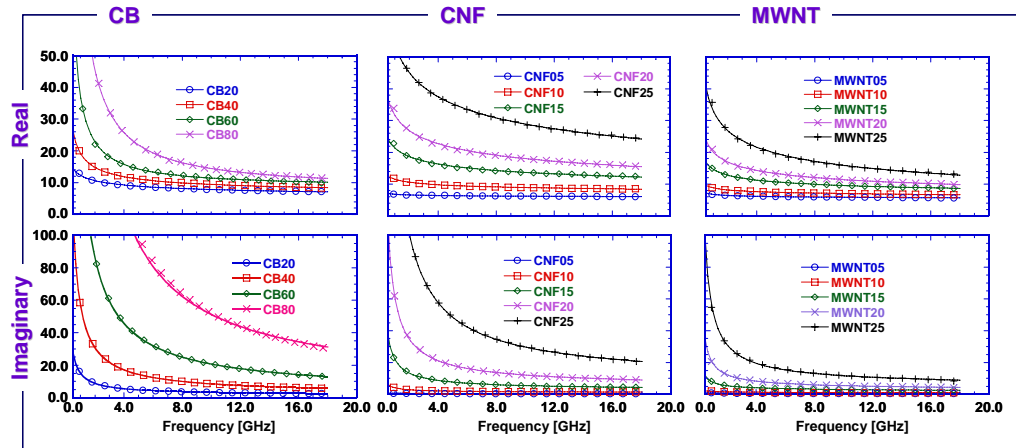 CB CNF MWNT
Real
50.0
40.0
30.0
20.0
10.0
0.0
CB20
CB40
CB60
CB80
CNF05 CNF20
CNF10 CNF25
CNF15
MWNT05
MWNT10
MWNT15
MWNT20
MWNT25
Imaginary
100.0
80.0
60.0
40.0
20.0
0.0
CB20
CB40
CB60
CB80
CNF05
CNF10
CNF15
CNF20
CNF25
MWNT05
MWNT10
MWNT15
MWNT20
MWNT25
0.0 4.0 8.0 12.0 16.0 20.0 0.0 4.0 8.0 12.0 16.0 20.0 0.0 4.0 8.0 12.0 16.0 20.0
Frequency [GHz] Frequency [GHz] Frequency [GHz]